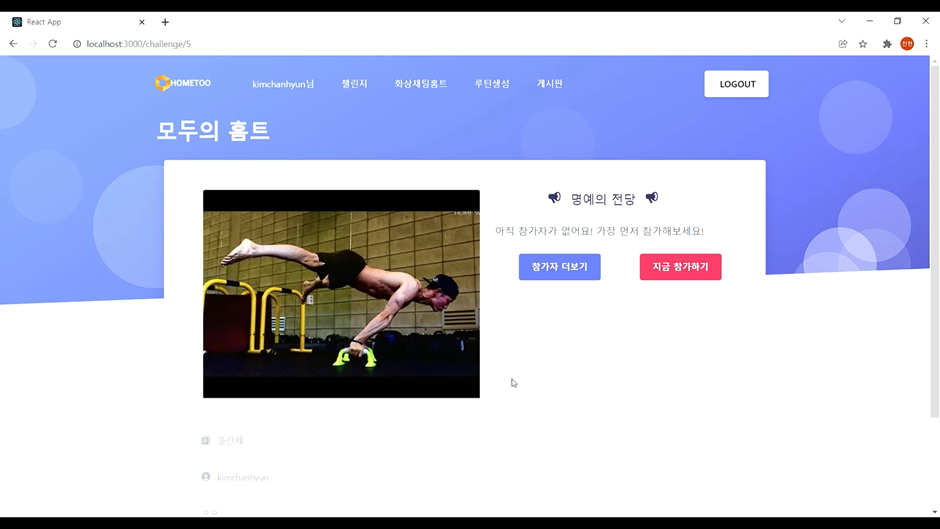 React App
localhost:3000/challenge/5
HOMETOO
kimchanhyun님
챌린지
화상채팅홈트
루틴생성
게시판
LOGOUT
모두의 홈트
명예의 전당
아직 참가자가 없어요! 가장 먼저 참가해보세요!
참가자 더보기
지금 참가하기
플란체
kimchanhyun